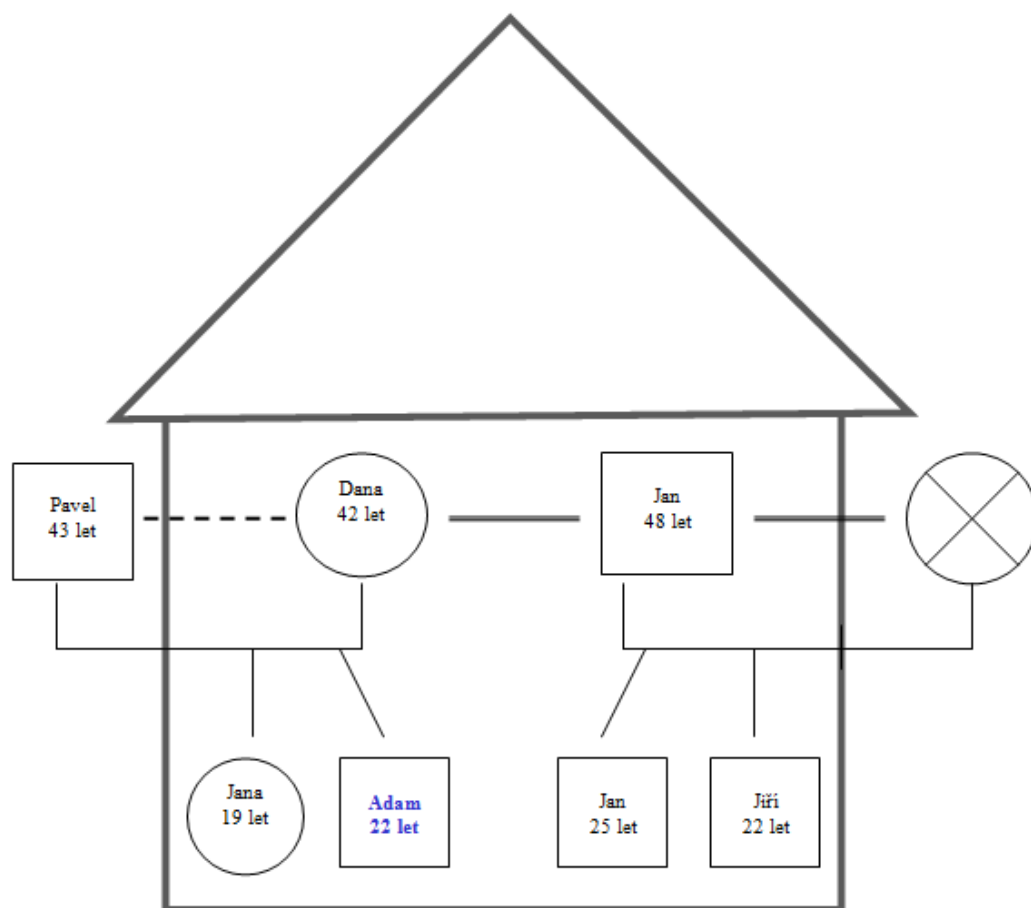 Pavel
43 let
Dana
42 let
Jan
48 let
Jana
19 let
Adam
22 let
Jan
25 let
Jiří
22 let